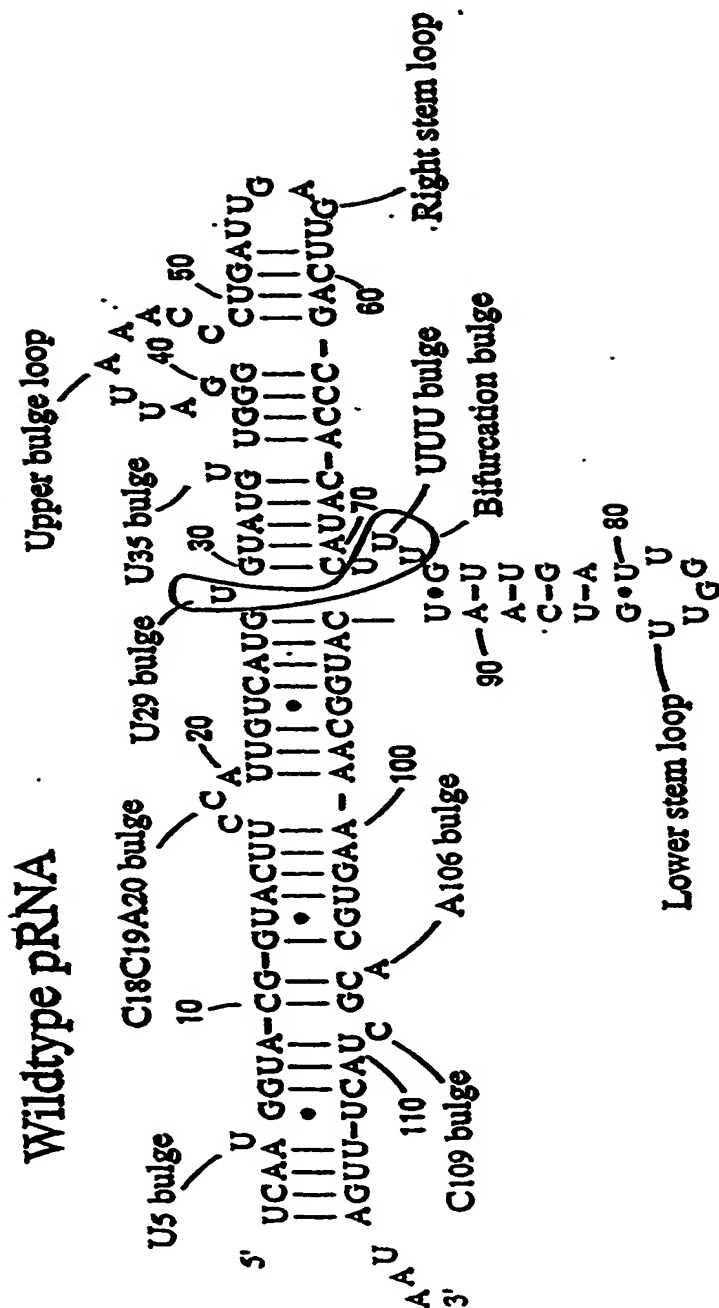 Wildtype pRNA
U5 bulge
C18C19A20 bulge
U29 bulge
U35 bulge
Upper bulge loop
Right stem loop
UUU bulge
Bifurcation bulge
Lower stem loop
A106 bulge
C109 bulge
5'
UCAA
U
GGUA-CG-GUACUU
C
C
A
UUGUCAUG
U
GUAUG
U
UGGG
G
A
U
U
A
A
A
C
C
CUGAUU
G
A
G
GACUU
-
ACCC
-
CAUAC
U
U
U
U•G
A-U
A-U
C-G
U-A
G•U
U
U
G
G
U
U
AACGGUAC
-
CGUGAA
A
GC
C
AGUU-UCAU
U
A
A
3'
10
20
30
40
50
60
70
80
90
100
110